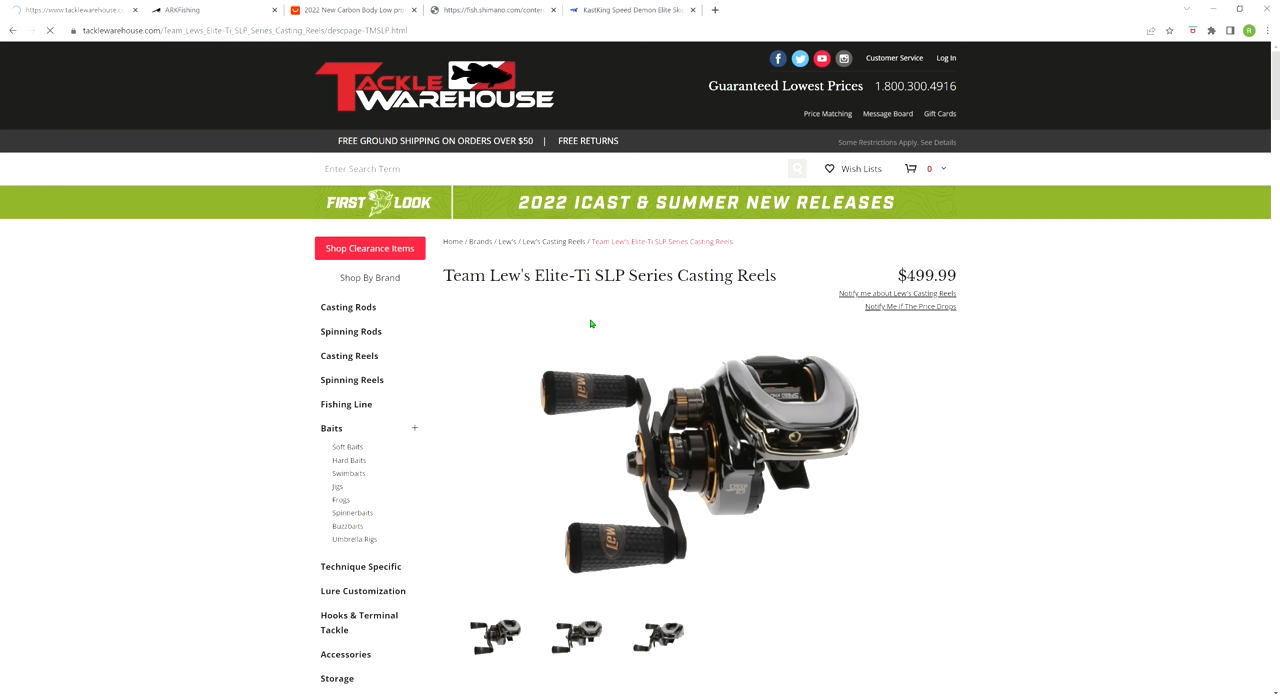 https://www.tacklewarehouse.c
ARKFishing
2022 New Carbon Body Low pro
https://fish.shimano.com/conten
KastKing Speed Demon Elite Ski
tacklewarehouse.com/Team_Lews_Elite-Ti_SLP_Series_Casting_Reels/descpage-TMSLP.html
R
Customer Service Log In
TACKLE WAREHOUSE
Guaranteed Lowest Prices 1.800.300.4916
Price Matching Message Board Gift Cards
FREE GROUND SHIPPING ON ORDERS OVER $50 | FREE RETURNS
Some Restrictions Apply. See Details
Enter Search Term
Wish Lists 0
FIRST LOOK 2022 ICAST & SUMMER NEW RELEASES
Shop Clearance Items
Home / Brands / Lew's / Lew's Casting Reels / Team Lew's Elite-Ti SLP Series Casting Reels
Team Lew's Elite-Ti SLP Series Casting Reels
$499.99
Notify me about Lew's Casting Reels
Notify Me If The Price Drops
Shop By Brand
Casting Rods
Spinning Rods
Casting Reels
Spinning Reels
Fishing Line
Baits +
Soft Baits
Hard Baits
Swimbaits
Jigs
Frogs
Spinnerbaits
Buzzbaits
Umbrella Rigs
Technique Specific
Lure Customization
Hooks & Terminal
Tackle
Accessories
Storage